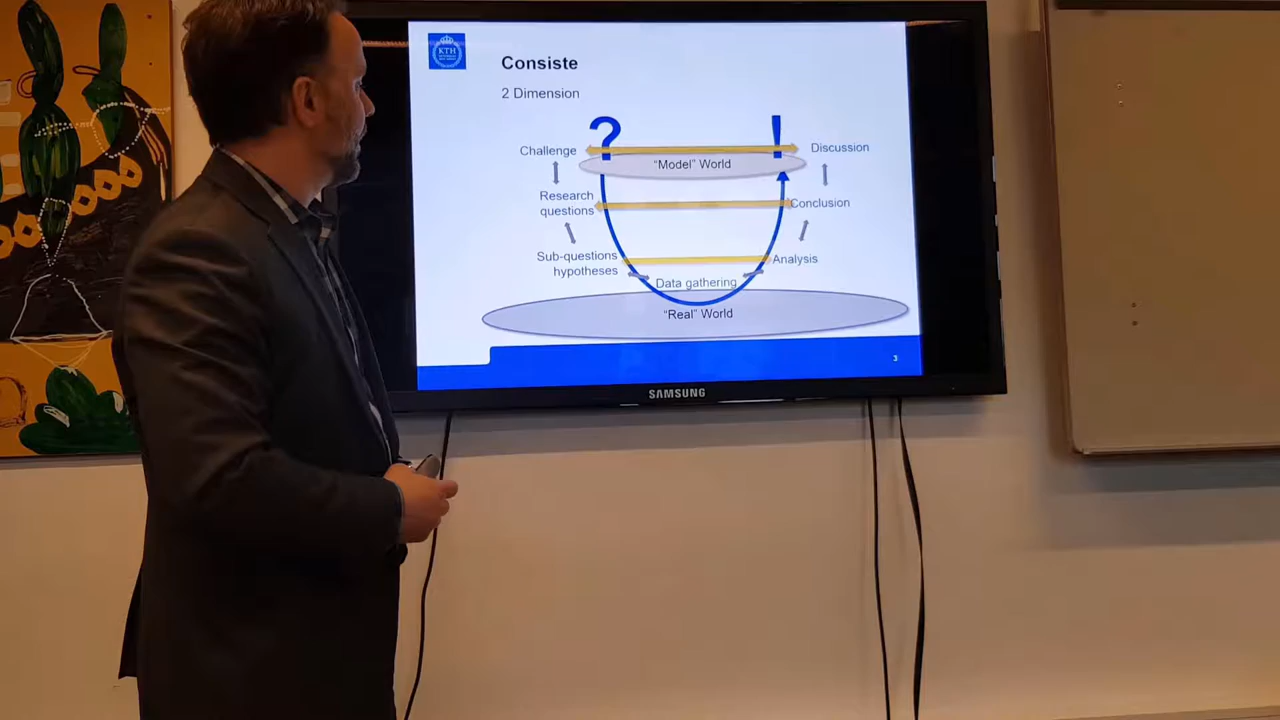 KTH
Consiste
2 Dimension
?
!
Challenge
"Model" World
Discussion
Research
questions
Conclusion
Sub-questions
hypotheses
Analysis
Data gathering
"Real" World
3
SAMSUNG